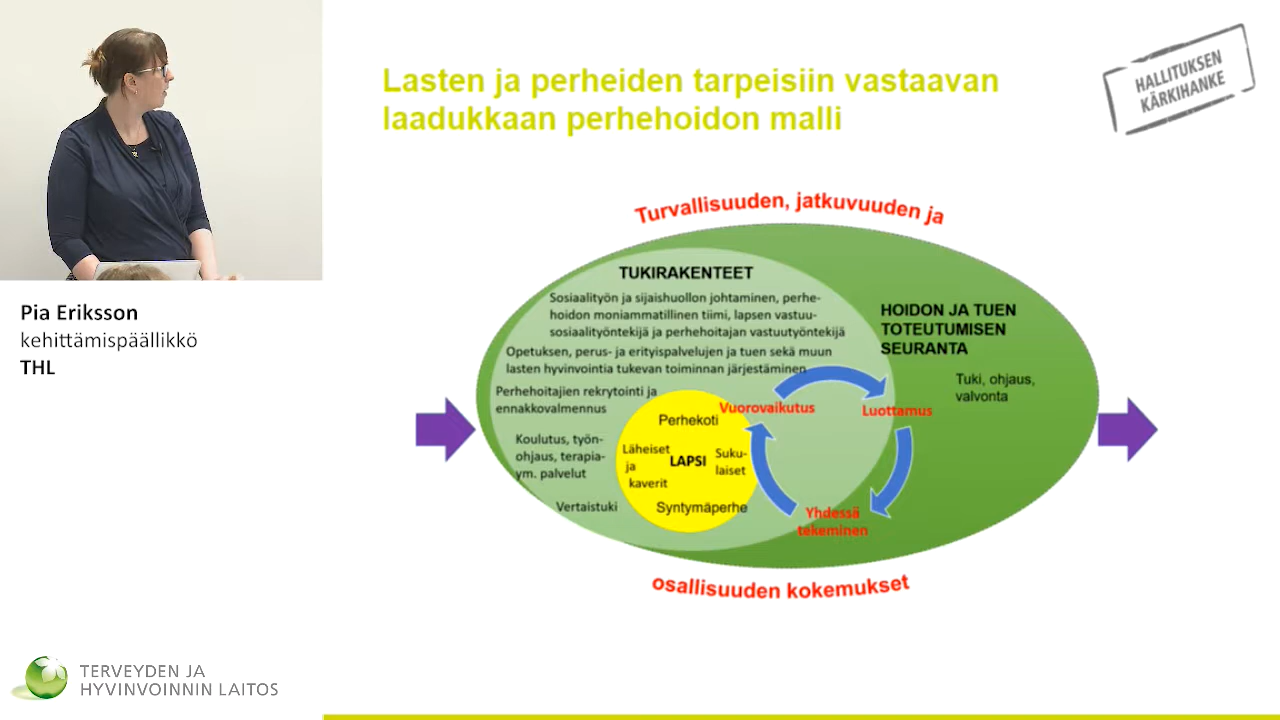 Lasten ja perheiden tarpeisiin vastaavan
laadukkaan perhehoidon malli
HALLITUKSEN
KÄRKIHANKE
Pia Eriksson
kehittämispäällikkö
THL
Turvallisuuden, jatkuvuuden ja
TUKIRAKENTEET
Sosiaalityön ja sijaishuollon johtaminen, perhe-
hoidon moniammatillinen tiimi, lapsen vastuu-
sosiaalityöntekijä ja perhehoitajan vastuutyöntekijä
Opetuksen, perus- ja erityispalvelujen ja tuen sekä muun
lasten hyvinvointia tukevan toiminnan järjestäminen
Perhehoitajien rekrytointi ja
ennakkovalmennus
Koulutus, työn-
ohjaus, terapia-
ym. palvelut
Vertaistuki
Perhekoti
Läheiset
ja
kaverit
LAPSI
Suku-
laiset
Syntymäperhe
Vuorovaikutus
Luottamus
Yhdessä
tekeminen
HOIDON JA TUEN
TOTEUTUMISEN
SEURANTA
Tuki, ohjaus,
valvonta
osallisuuden kokemukset
TERVEYDEN JA
HYVINVOINNIN LAITOS